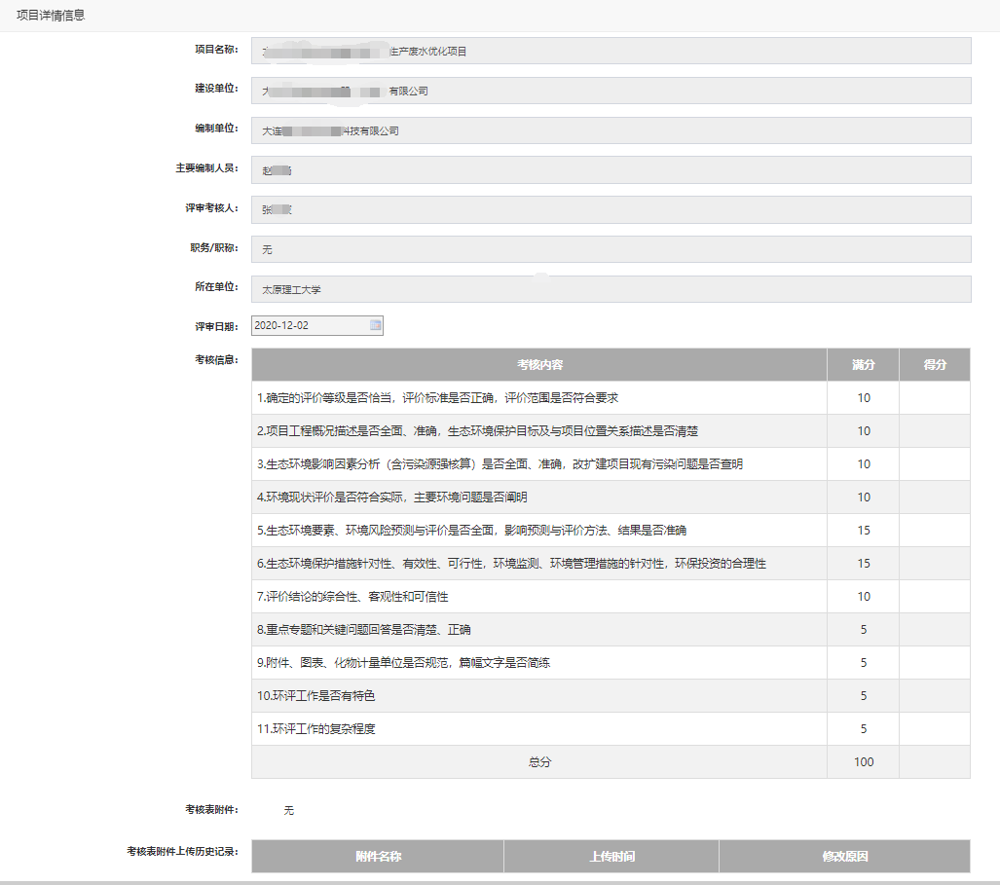 项目详情信息
项目名称： 生产废水优化项目
建设单位： 大 有限公司
编制单位： 大连 科技有限公司
主要编制人员： 赵
评审考核人： 张
职务/职称： 无
所在单位： 太原理工大学
评审日期： 2020-12-02
考核信息： 考核内容 满分 得分
1.确定的评价等级是否恰当，评价标准是否正确，评价范围是否符合要求 10
2.项目工程概况描述是否全面、准确，生态环境保护目标及与项目位置关系描述是否清楚 10
3.生态环境影响因素分析（含污染源强核算）是否全面、准确，改扩建项目现有污染问题是否查明 10
4.环境现状评价是否符合实际，主要环境问题是否阐明 10
5.生态环境要素、环境风险预测与评价是否全面，影响预测与评价方法、结果是否准确 15
6.生态环境保护措施针对性、有效性、可行性，环境监测、环境管理措施的针对性，环保投资的合理性 15
7.评价结论的综合性、客观性和可信性 10
8.重点专题和关键问题回答是否清楚、正确 5
9.附件、图表、化物计量单位是否规范，篇幅文字是否简练 5
10.环评工作是否有特色 5
11.环评工作的复杂程度 5
总分 100
考核表附件： 无
考核表附件上传历史记录： 附件名称 上传时间 修改原因